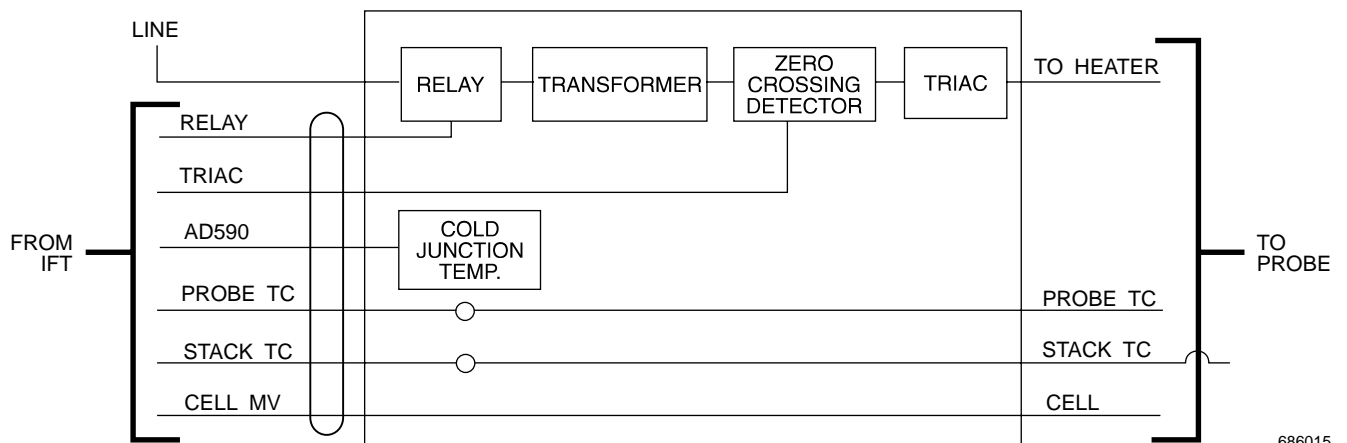 LINE
RELAY
TRANSFORMER
ZERO
CROSSING
DETECTOR
TRIAC
TO HEATER
RELAY
TRIAC
AD590
COLD
JUNCTION
TEMP.
FROM
IFT
TO
PROBE
PROBE TC
PROBE TC
STACK TC
STACK TC
CELL MV
CELL
686015